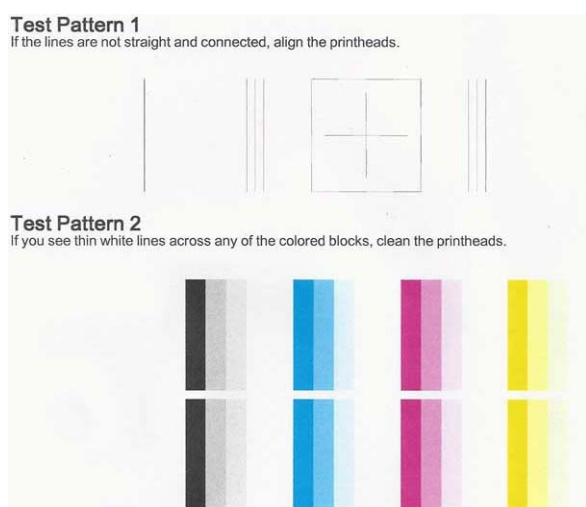 Test Pattern 1
If the lines are not straight and connected, align the printheads.
Test Pattern 2
If you see thin white lines across any of the colored blocks, clean the printheads.